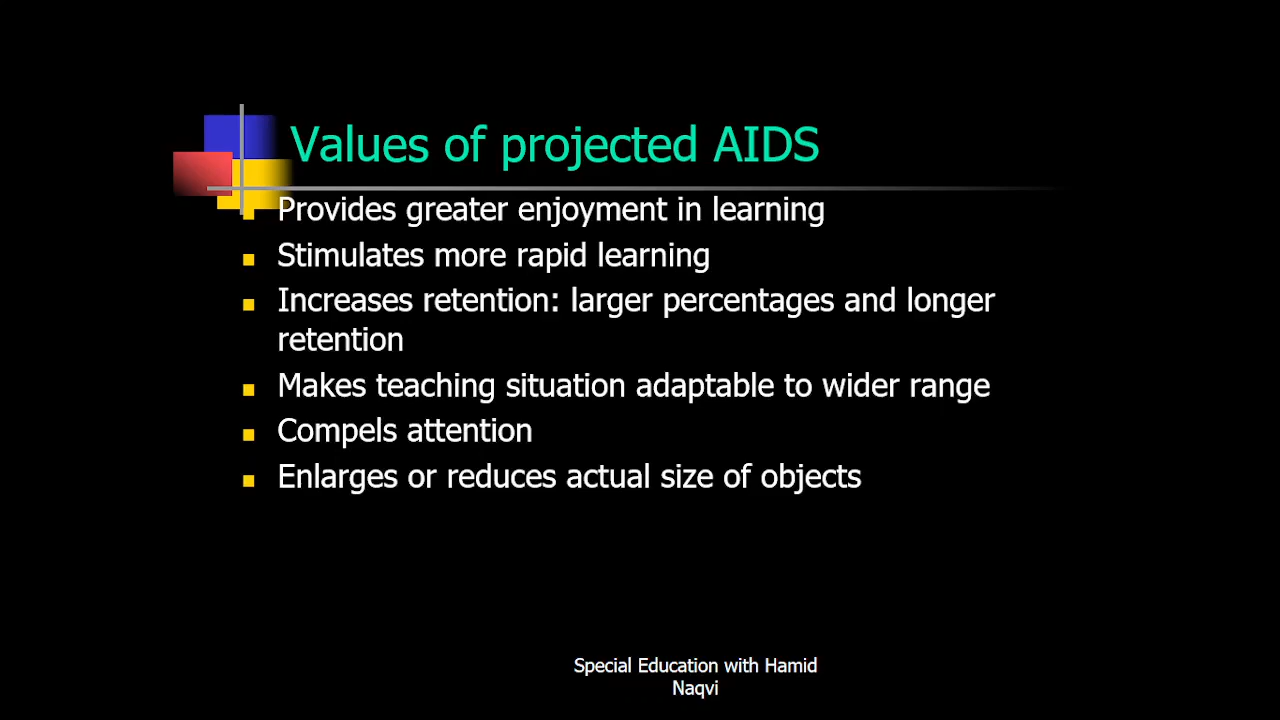 Values of projected AIDS
Provides greater enjoyment in learning
Stimulates more rapid learning
Increases retention: larger percentages and longer
retention
Makes teaching situation adaptable to wider range
Compels attention
Enlarges or reduces actual size of objects
Special Education with Hamid
Naqvi